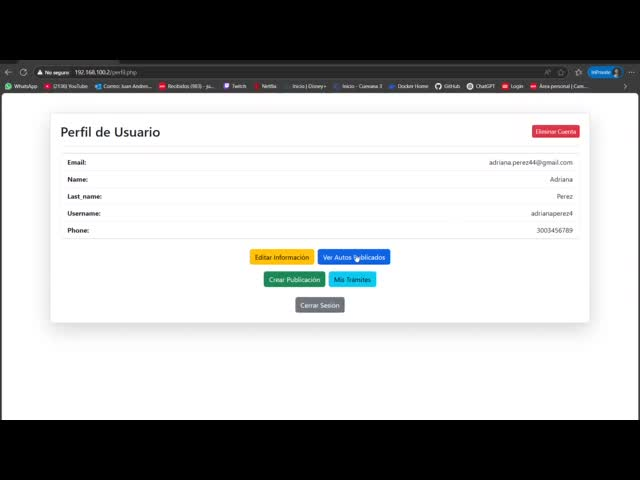 No seguro 192.168.100.2/perfil.php InPrivate
WhatsApp (2136) YouTube Correo: Juan Andres... Recibidos (983) - ju... Twitch Netflix Inicio | Disney+ Inicio - Cuevana 3 Docker Home GitHub ChatGPT Login Área personal | Cam...
Perfil de Usuario Eliminar Cuenta
Email: adriana.perez44@gmail.com
Name: Adriana
Last_name: Perez
Username: adrianaperez4
Phone: 3003456789
Editar Información Ver Autos Publicados
Crear Publicación Mis Trámites
Cerrar Sesión